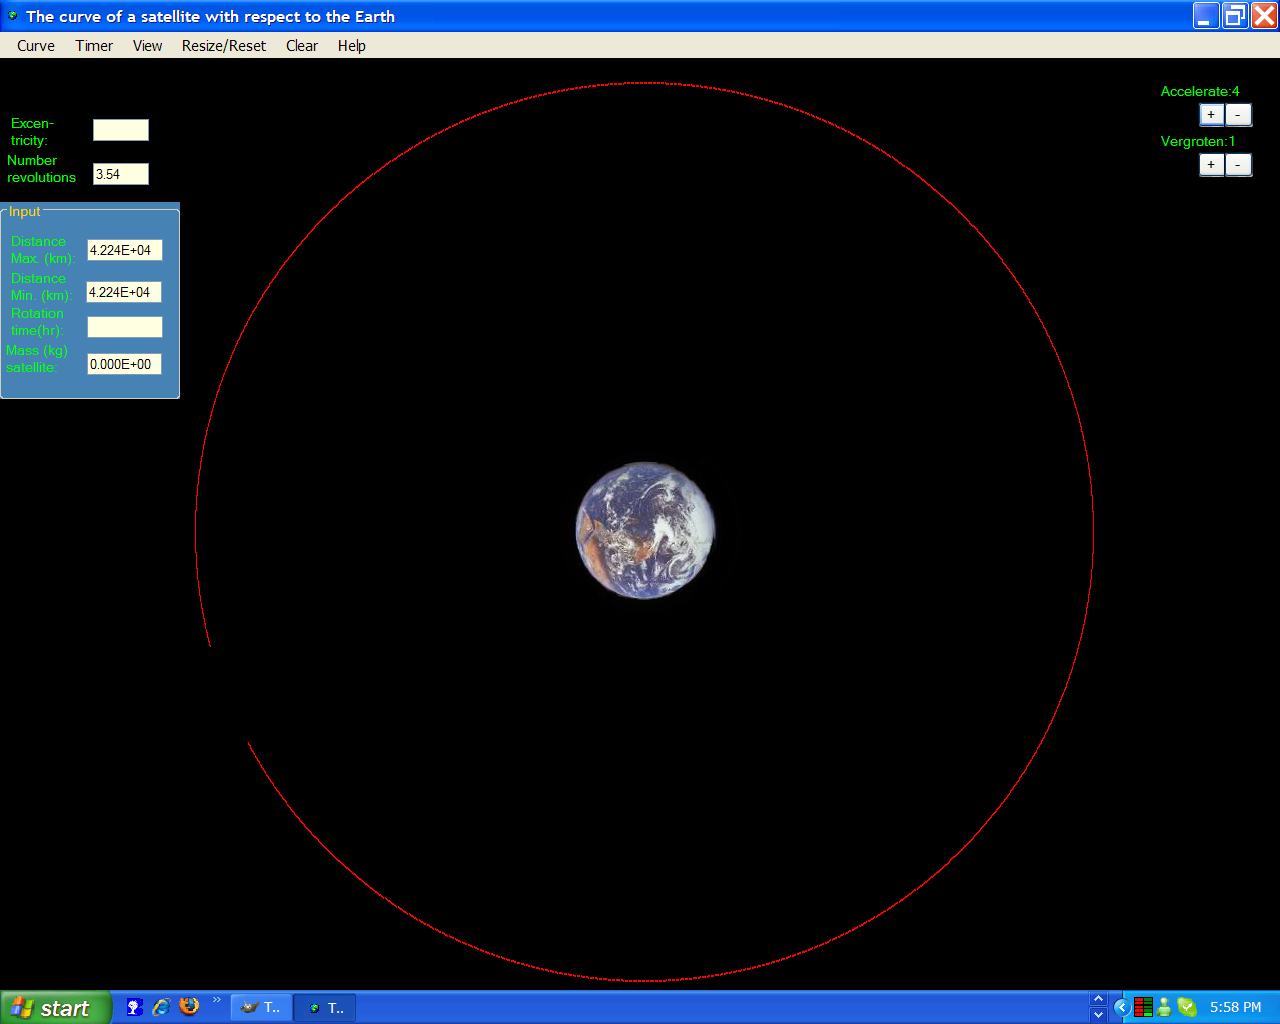 The curve of a satellite with respect to the Earth
Curve Timer View Resize/Reset Clear Help
Accelerate:4
+ -
Vergroten:1
+ -
Excen-
tricity:
Number
revolutions
3.54
Input
Distance
Max. (km):
4.224E+04
Distance
Min. (km):
4.224E+04
Rotation
time(hr):
Mass (kg)
satellite:
0.000E+00
start
T..
T..
5:58 PM